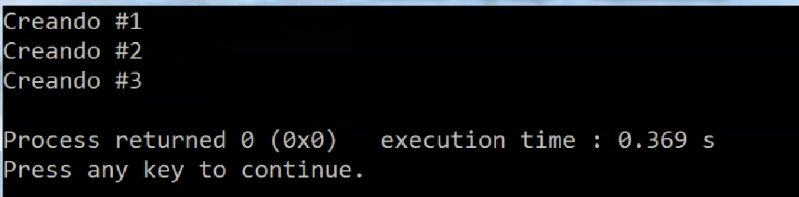 Creando #1
Creando #2
Creando #3
Process returned 0 (0x0)   execution time : 0.369 s
Press any key to continue.